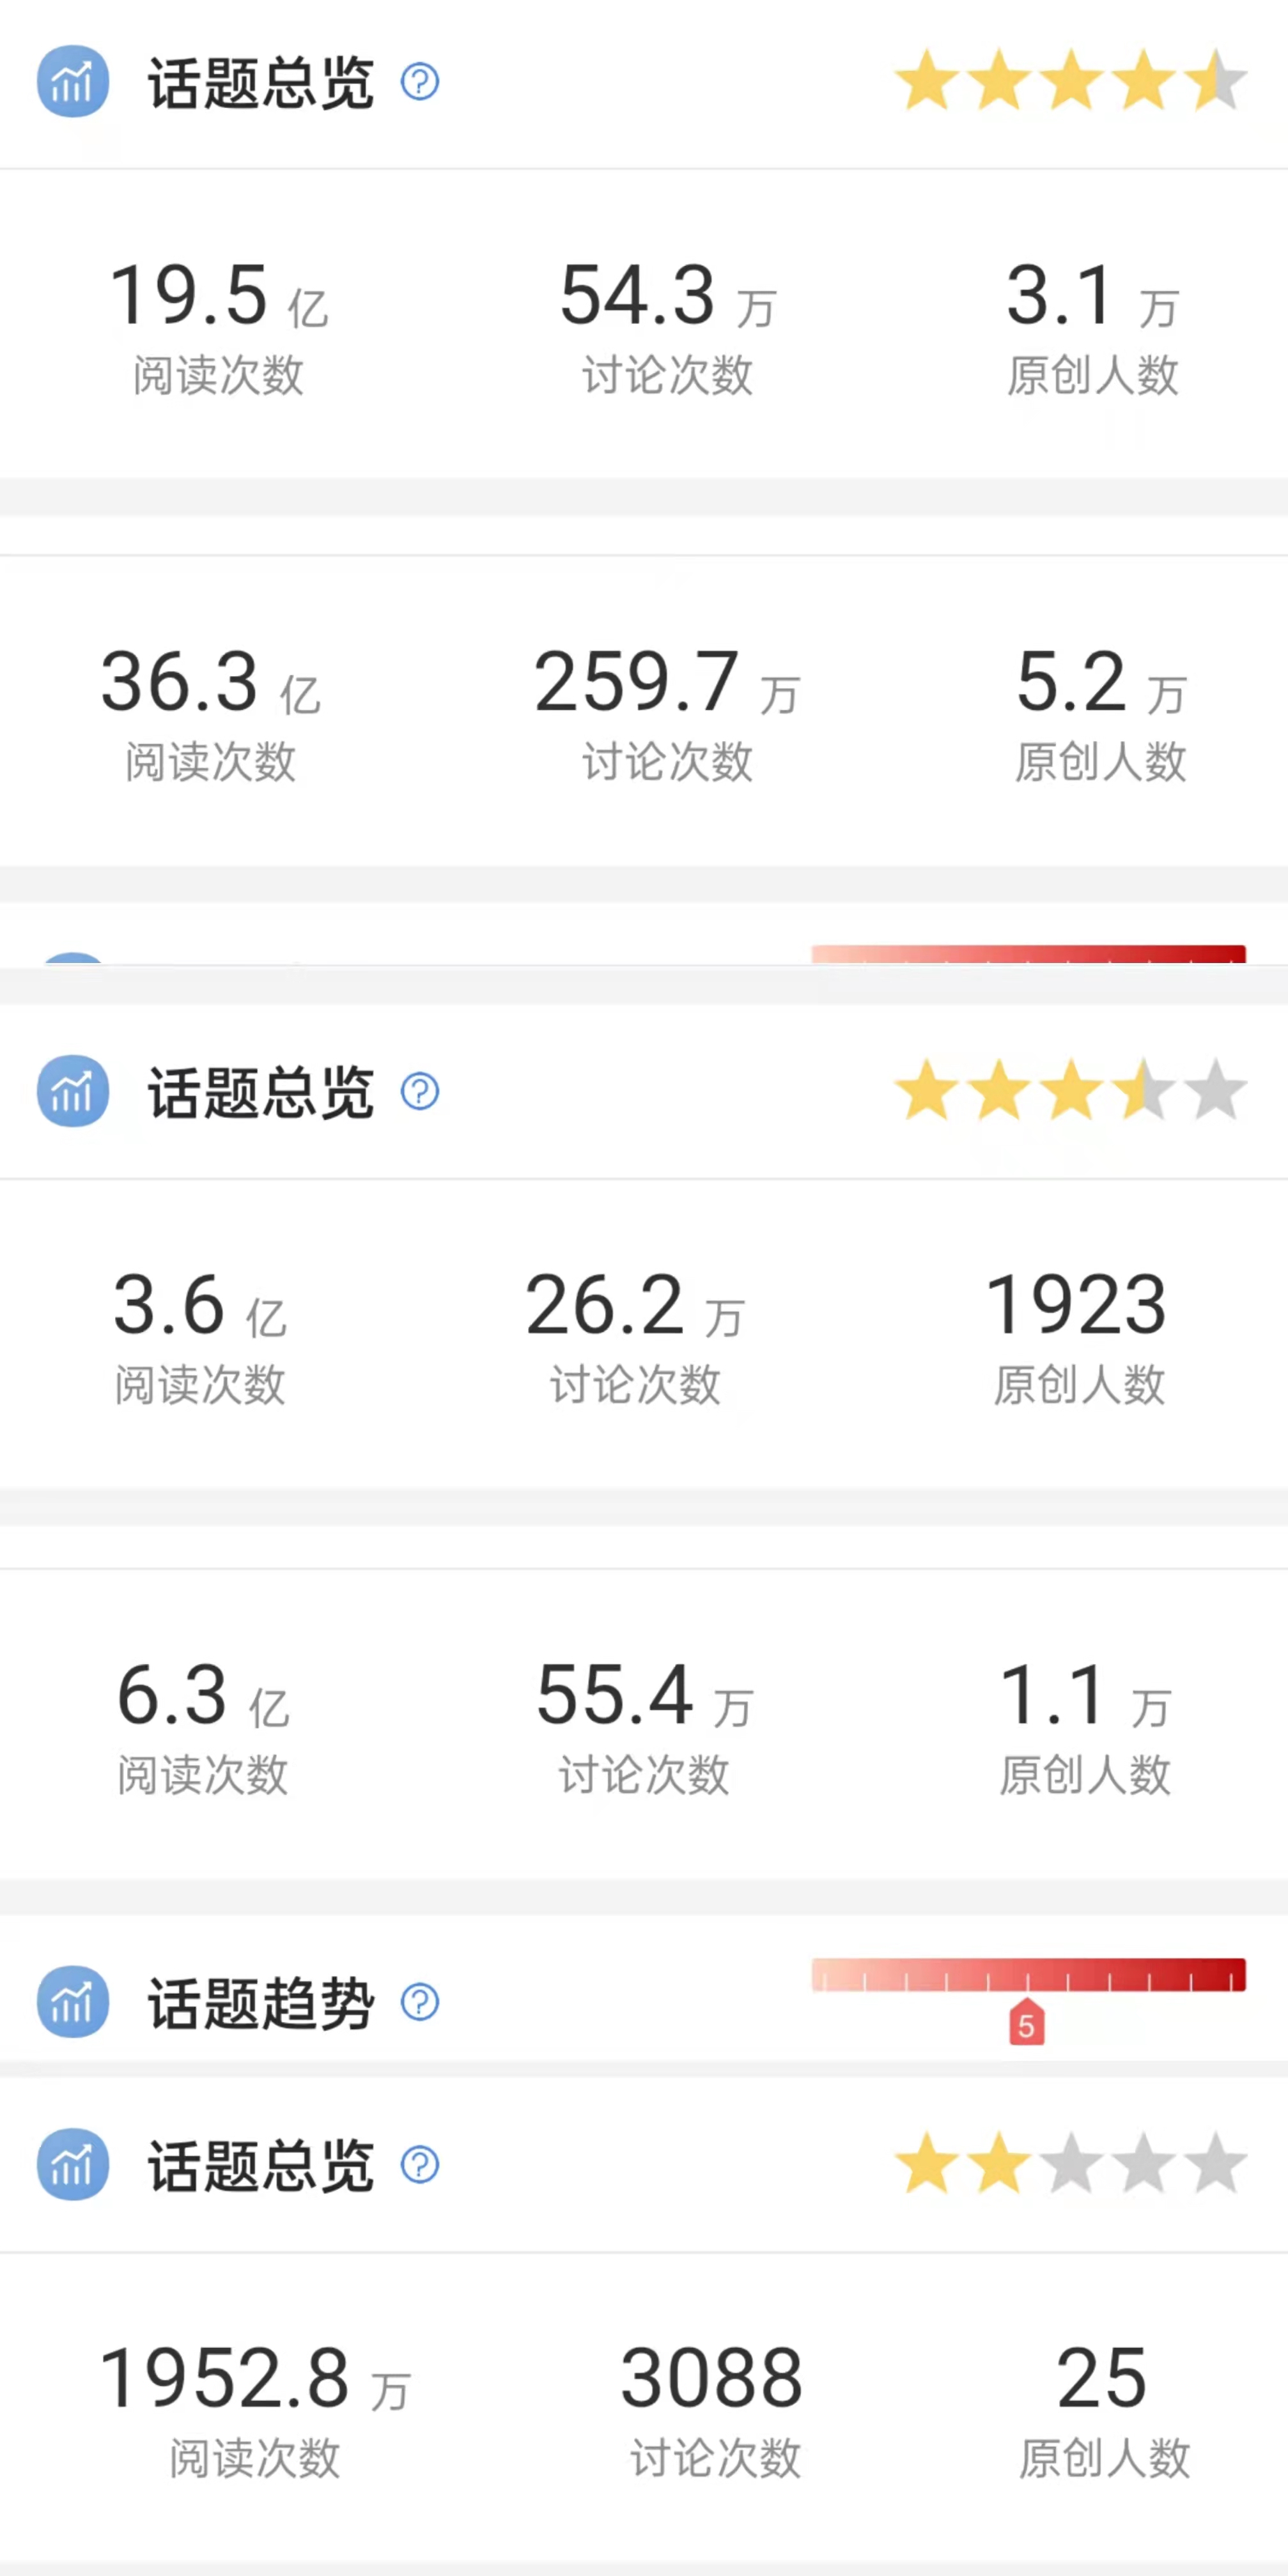 话题总览 ?
19.5 亿 54.3 万 3.1 万
阅读次数 讨论次数 原创人数
36.3 亿 259.7 万 5.2 万
阅读次数 讨论次数 原创人数
话题总览 ?
3.6 亿 26.2 万 1923
阅读次数 讨论次数 原创人数
6.3 亿 55.4 万 1.1 万
阅读次数 讨论次数 原创人数
话题趋势 ?
5
话题总览 ?
1952.8 万 3088 25
阅读次数 讨论次数 原创人数